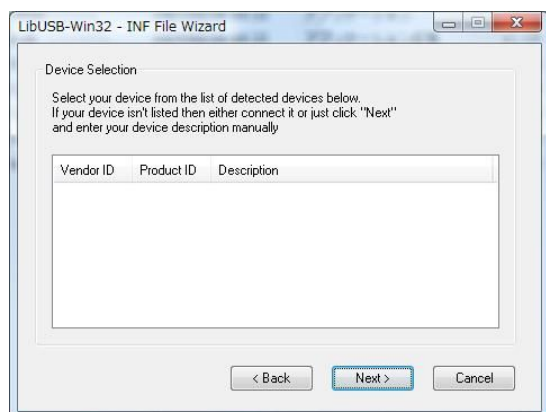 LibUSB-Win32 - INF File Wizard
Device Selection
Select your device from the list of detected devices below.
If your device isn't listed then either connect it or just click "Next"
and enter your device description manually
Vendor ID Product ID Description
< Back Next > Cancel